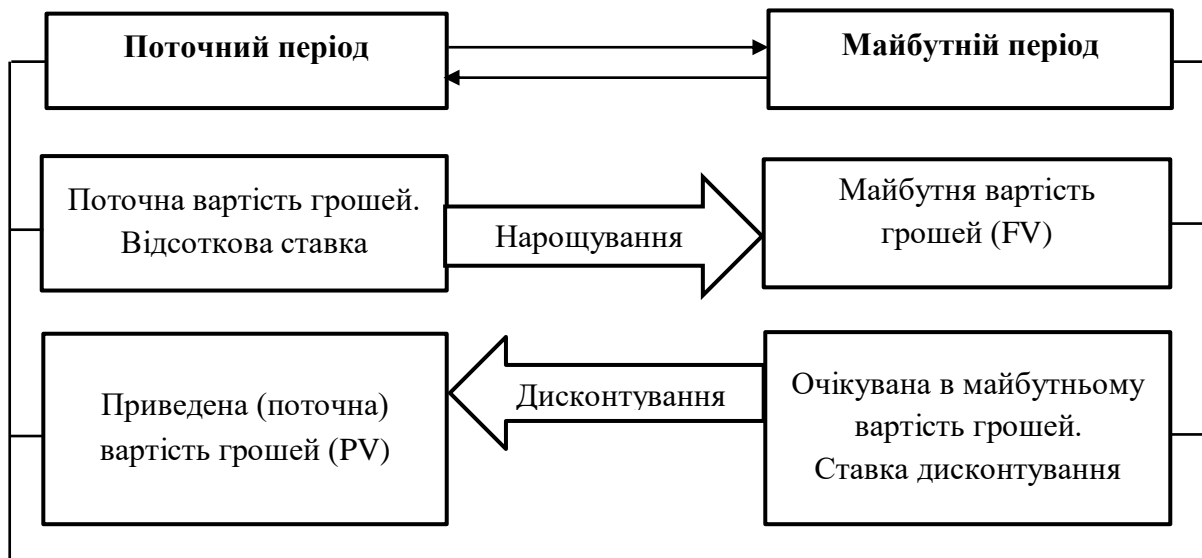 Поточний період
Майбутній період
Поточна вартість грошей.
Відсоткова ставка
Нарощування
Майбутня вартість
грошей (FV)
Приведена (поточна)
вартість грошей (PV)
Дисконтування
Очікувана в майбутньому
вартість грошей.
Ставка дисконтування